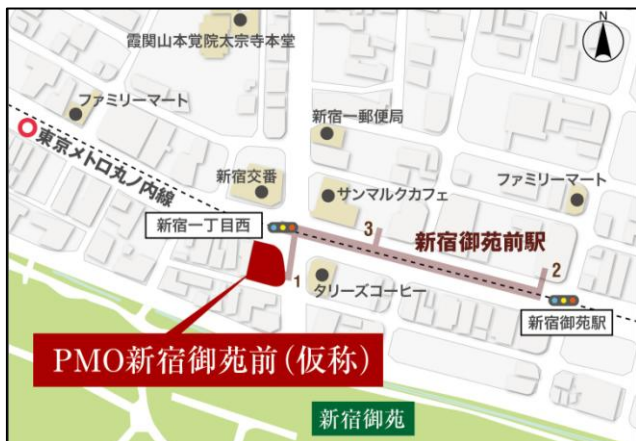 N
霞関山本覚院太宗寺本堂
ファミリーマート
東京メトロ丸ノ内線
新宿一郵便局
新宿交番
サンマルクカフェ
ファミリーマート
新宿一丁目西
3
新宿御苑前駅
1
2
タリーズコーヒー
新宿御苑駅
PMO新宿御苑前(仮称)
新宿御苑